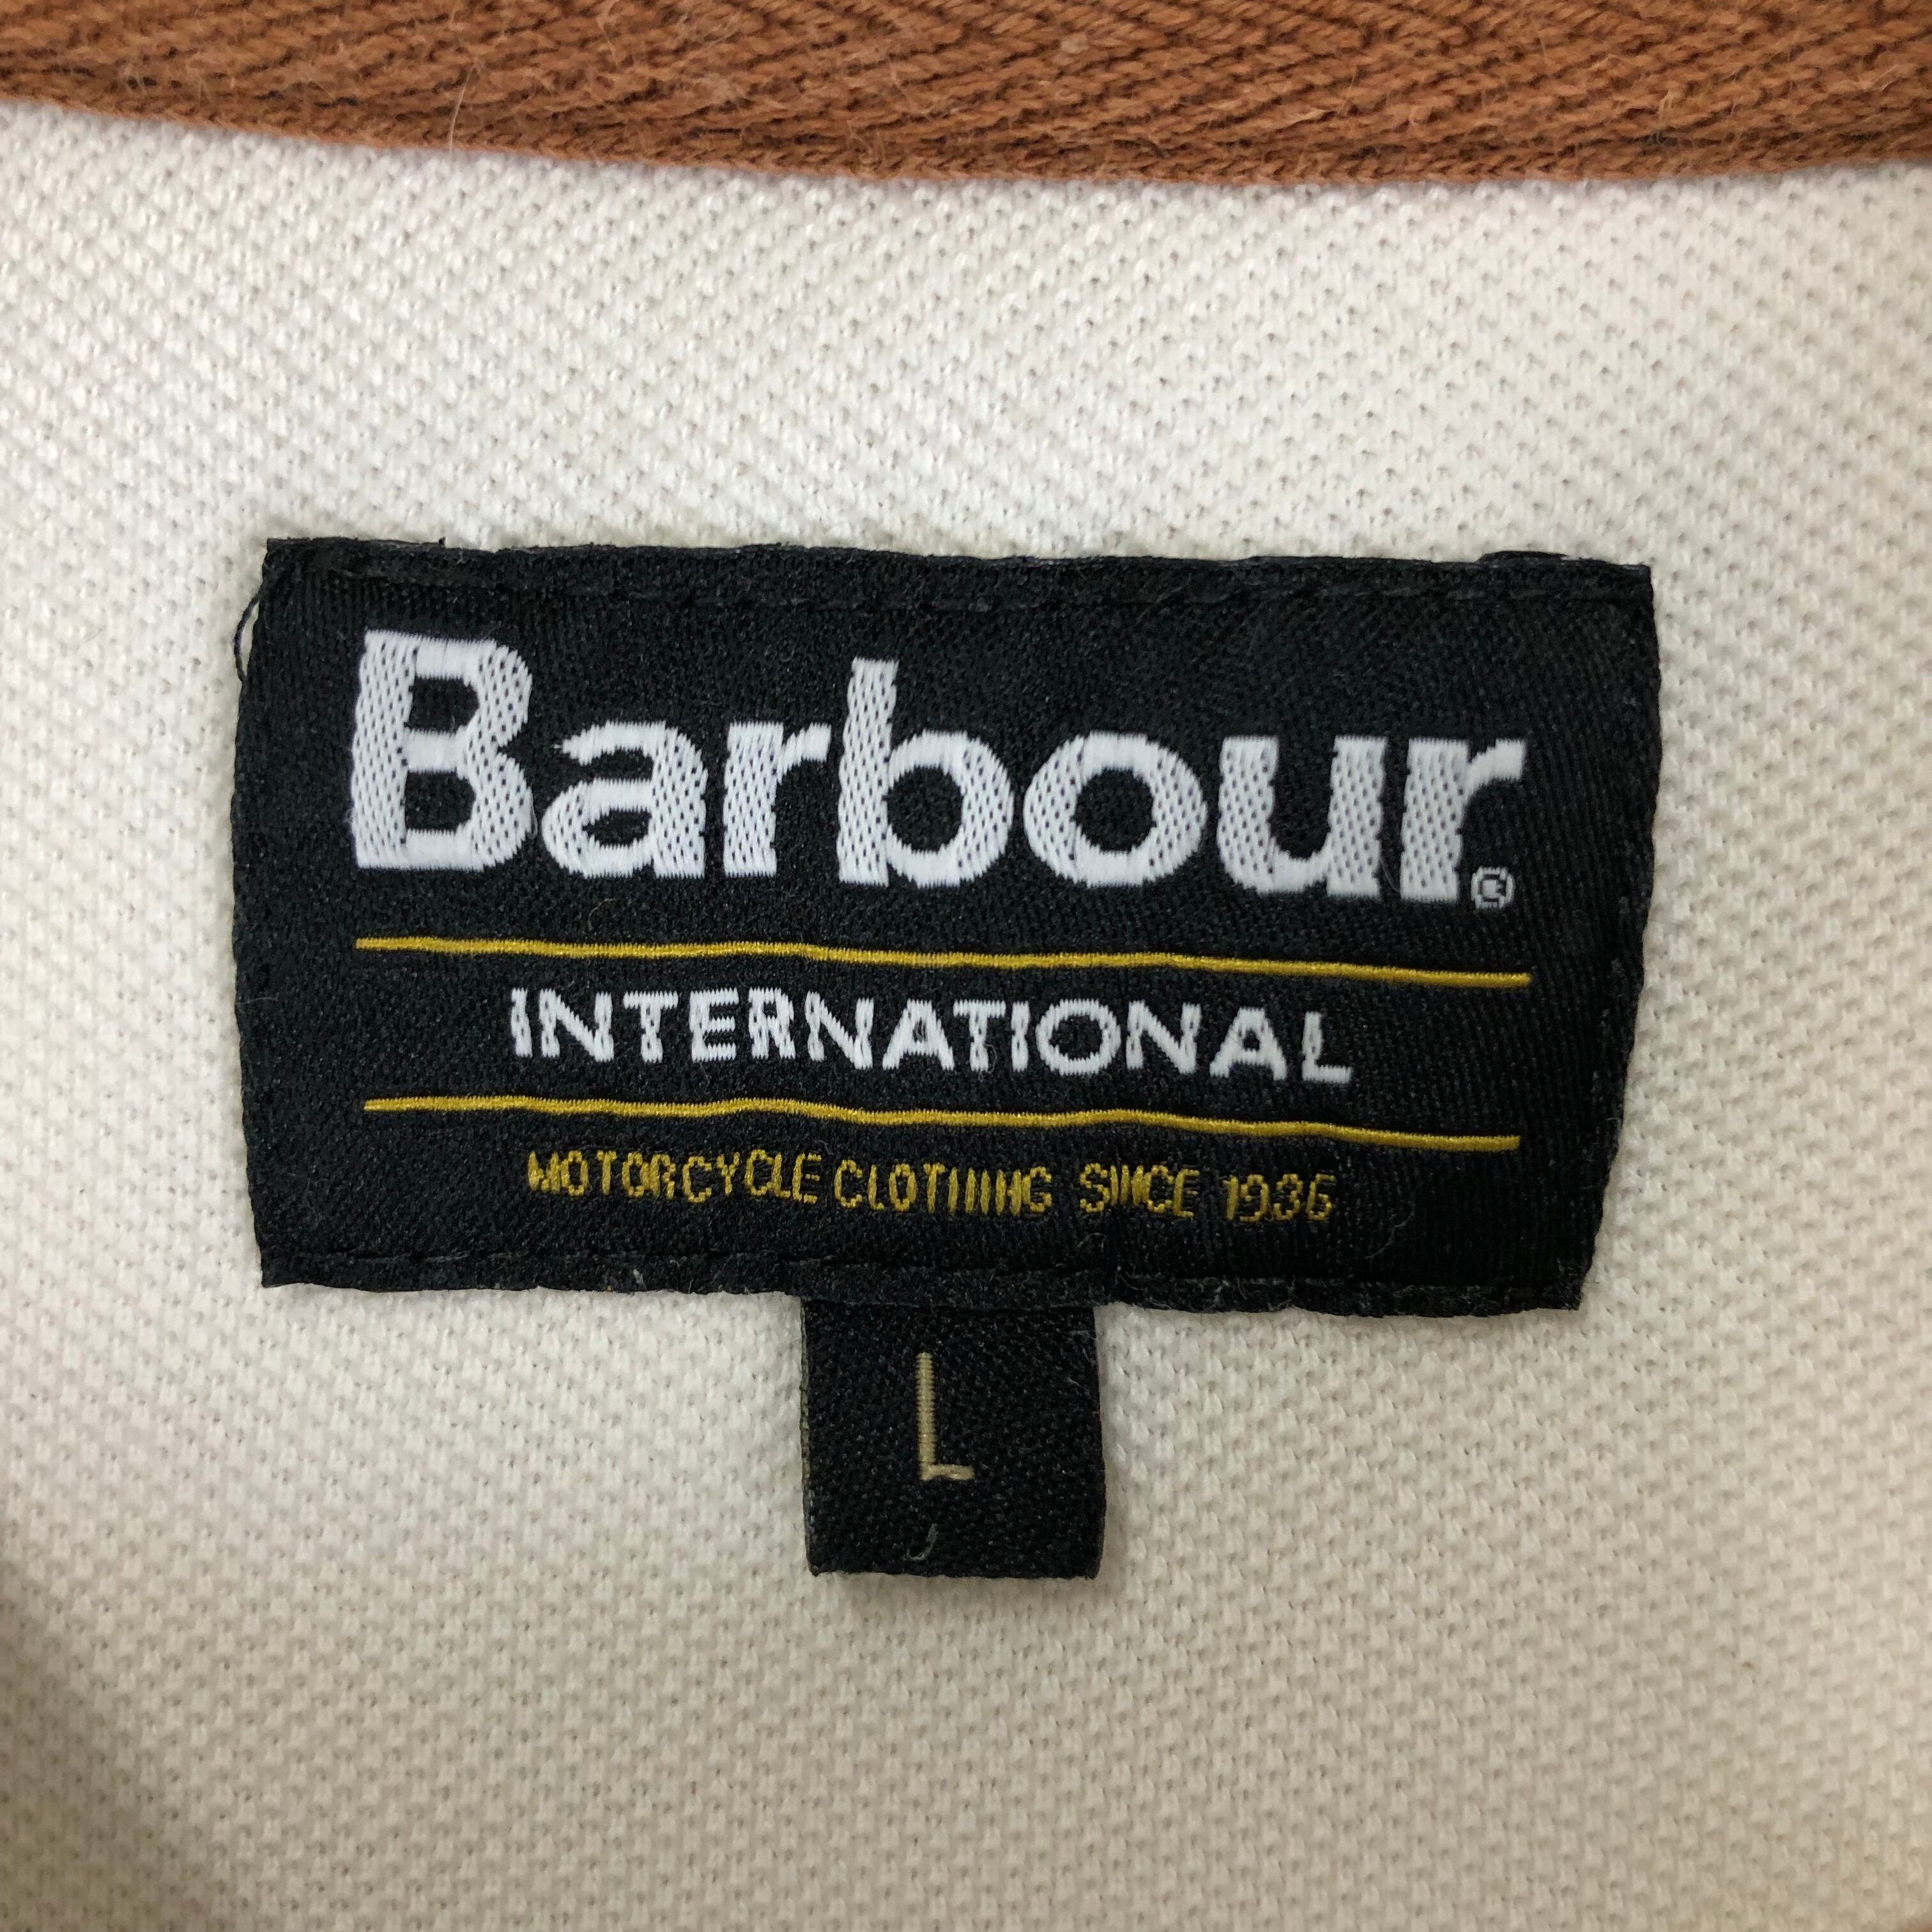 Barbour®
INTERNATIONAL
MOTORCYCLE CLOTHING SINCE 1936
L